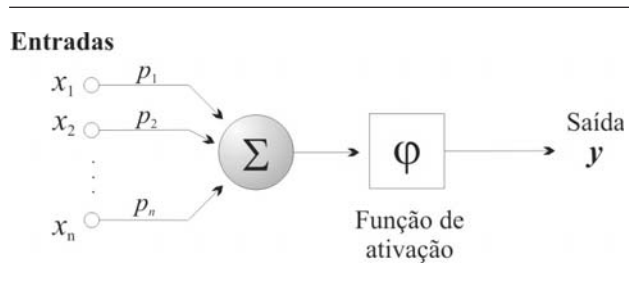 Entradas
x₁ p₁
x₂ p₂
. . .
xₙ pₙ
Σ
φ
Função de
ativação
Saída
y